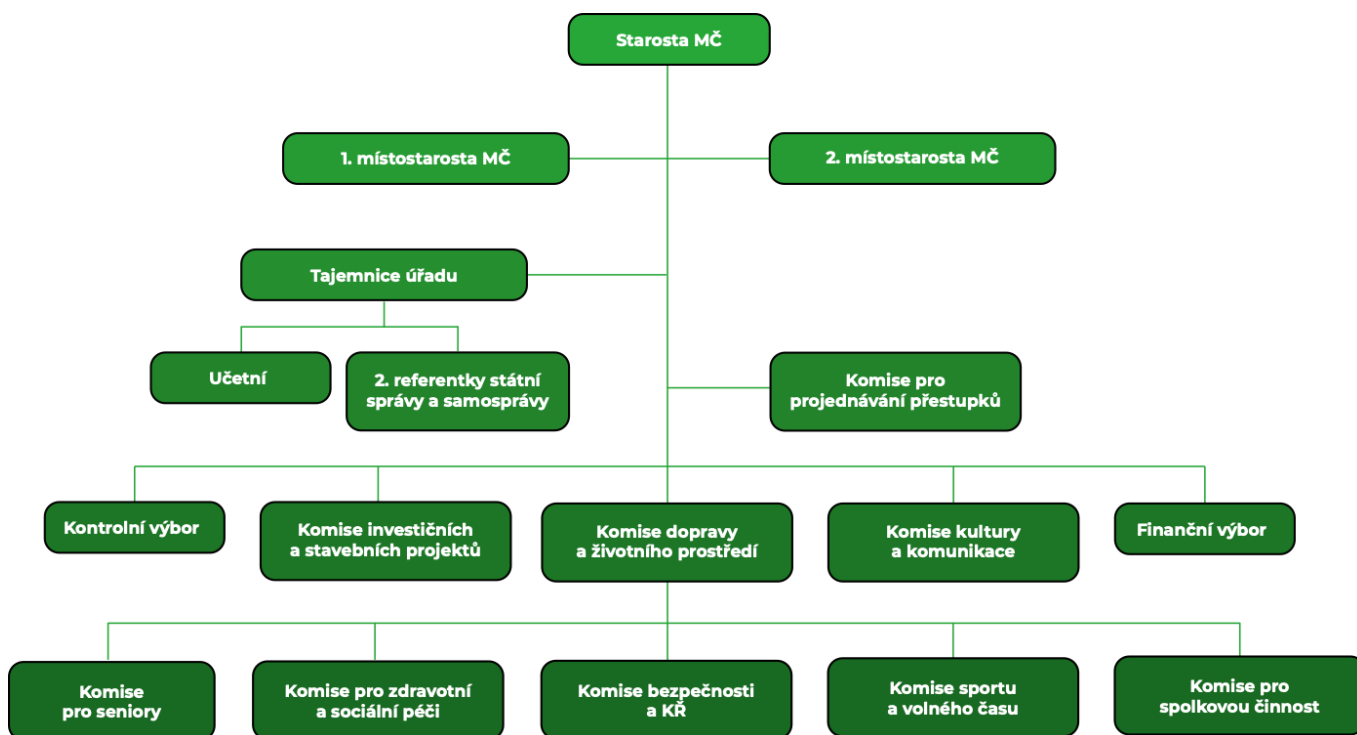 Starosta MČ
1. místostarosta MČ
2. místostarosta MČ
Tajemnice úřadu
Učetní
2. referentky státní
správy a samosprávy
Komise pro
projednávání přestupků
Kontrolní výbor
Komise investičních
a stavebních projektů
Komise dopravy
a životního prostředí
Komise kultury
a komunikace
Finanční výbor
Komise
pro seniory
Komise pro zdravotní
a sociální péči
Komise bezpečnosti
a KŘ
Komise sportu
a volného času
Komise pro
spolkovou činnost